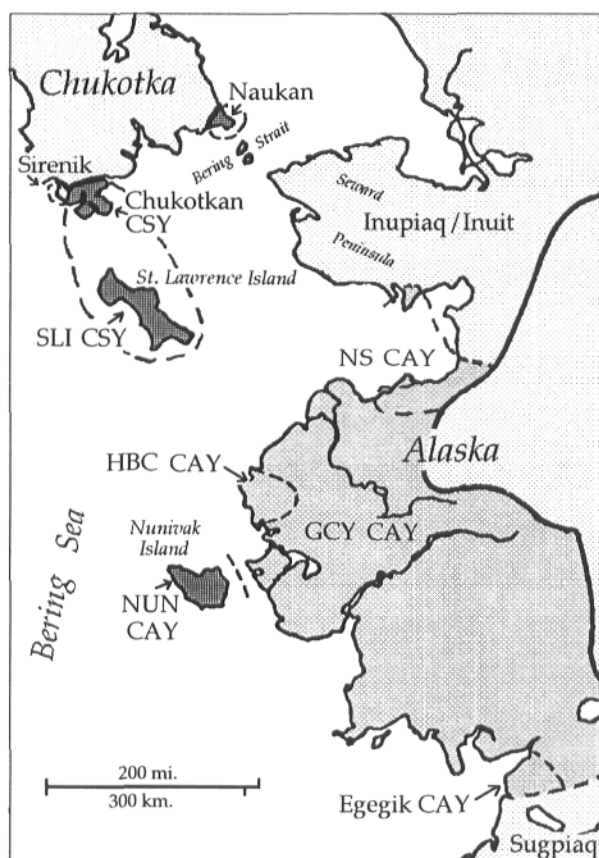 Chukotka
Naukan
Bering
Strait
Sirenik
Chukotkan
CSY
Seward
Inupiaq / Inuit
Peninsula
St. Lawrence Island
SLI CSY
NS CAY
Alaska
HBC CAY
GCY CAY
Nunivak
Island
NUN
CAY
Bering Sea
200 mi.
300 km.
Egegik CAY
Sugpiaq